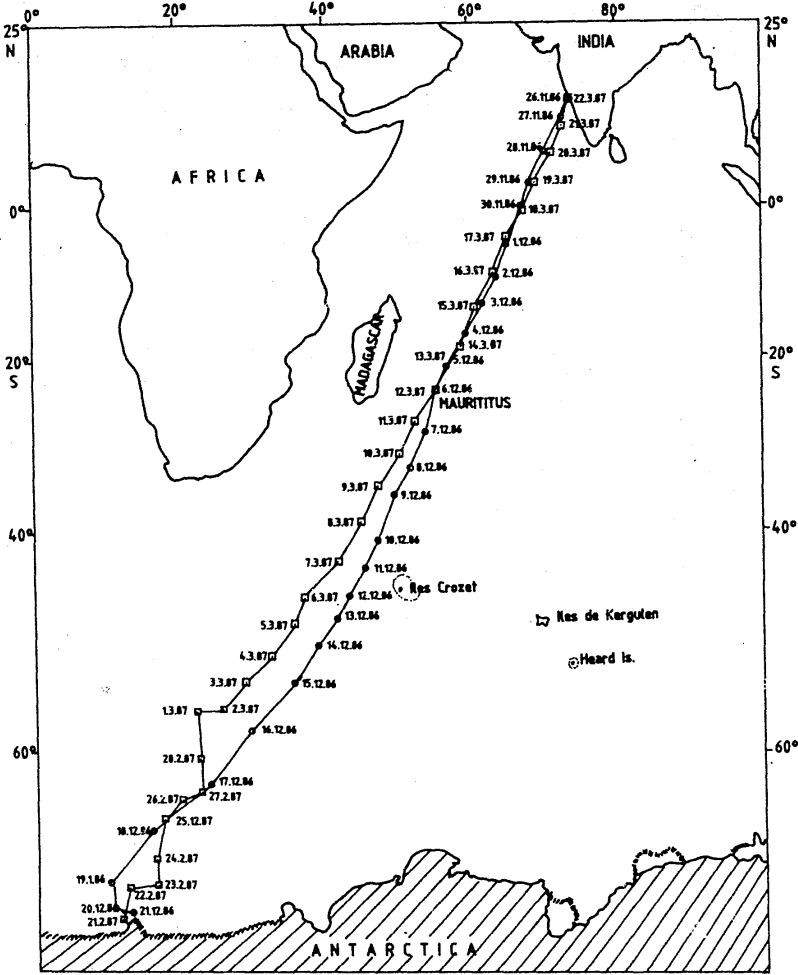 0° 20° 40° 60° 80° 25°
25° N
N
ARABIA
INDIA
26.11.86 22.3.87
27.11.86 21.3.87
28.11.86 20.3.87
AFRICA
29.11.86 19.3.87
30.11.86 18.3.87
0° 0°
17.3.87 1.12.86
16.3.87 2.12.86
15.3.87 3.12.86
4.12.86
14.3.87
MADAGASCAR
13.3.87 5.12.86
20° S
20° S
12.3.87 6.12.86
MAURITITUS
11.3.87 7.12.86
10.3.87 8.12.86
9.3.87 9.12.86
8.3.87
40° 40°
10.12.86
7.3.87 11.12.86
Iles Crozet
6.3.87 12.12.86
13.12.86
Iles de Kergulen
5.3.87
14.12.86
4.3.87
Heard Is.
3.3.87 15.12.86
1.3.87 2.3.87
16.12.86
60° 60°
28.2.87
17.12.86
26.2.87 27.2.87
25.12.87
18.12.86
24.2.87
19.1.86 23.2.87
22.2.87
20.12.86 21.12.86
21.2.87
ANTARCTICA